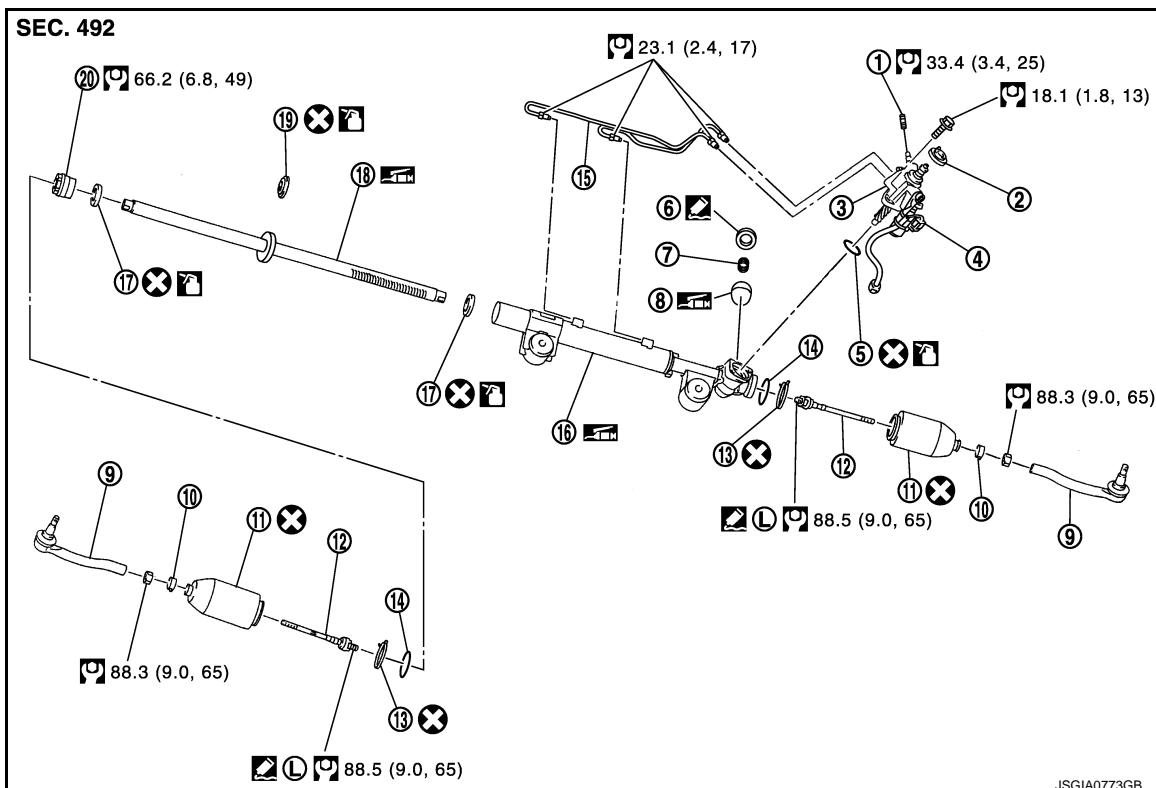 SEC. 492
23.1 (2.4, 17)
1 33.4 (3.4, 25)
20 66.2 (6.8, 49)
18.1 (1.8, 13)
19
18
15
2
6
3
7
4
17
8
14
5
17
88.3 (9.0, 65)
16
13
12
9
10
11
11
10
12
L 88.5 (9.0, 65)
9
14
88.3 (9.0, 65)
13
L 88.5 (9.0, 65)
JSGIA0773GB